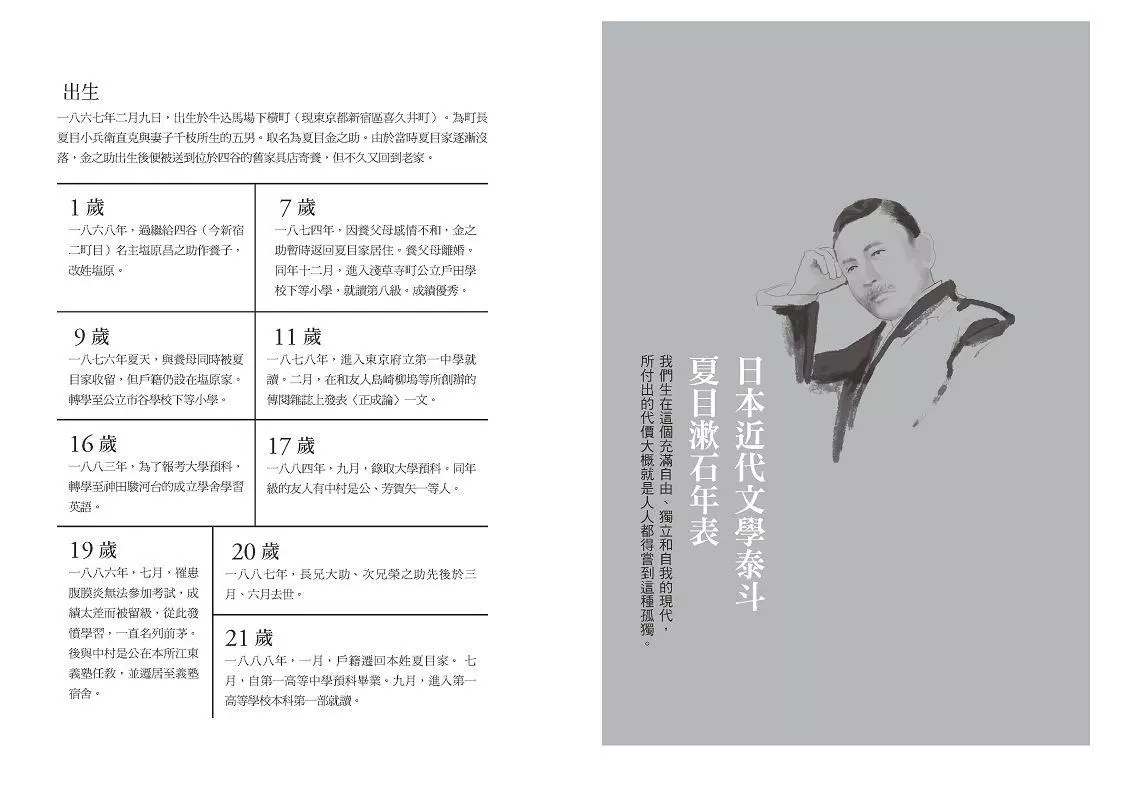 出生
一八六七年二月九日，出生於牛込馬場下橫町（現東京都新宿區喜久井町）。為町長
夏目小兵衛直克與妻子千枝所生的五男。取名為夏目金之助。由於當時夏目家逐漸沒
落，金之助出生後便被送到位於四谷的舊家具店寄養，但不久又回到老家。
1 歲
一八六八年，過繼給四谷（今新宿
二町目）名主塩原昌之助作養子，
改姓塩原。
7 歲
一八七四年，因養父母感情不和，金之
助暫時返回夏目家居住。養父母離婚。
同年十二月，進入淺草寺町公立戶田學
校下等小學，就讀第八級。成績優秀。
9 歲
一八七六年夏天，與養母同時被夏
目家收留，但戶籍仍設在塩原家。
轉學至公立市谷學校下等小學。
11 歲
一八七八年，進入東京府立第一中學就
讀。二月，在和友人島崎柳塢等所創辦的
傳閱雜誌上發表〈正成論〉一文。
16 歲
一八八三年，為了報考大學預科，
轉學至神田駿河台的成立學舍學習
英語。
17 歲
一八八四年，九月，錄取大學預科。同年
級的友人有中村是公、芳賀矢一等人。
19 歲
一八八六年，七月，罹患
腹膜炎無法參加考試，成
績太差而被留級，從此發
憤學習，一直名列前茅。
後與中村是公在本所江東
義塾任教，並遷居至義塾
宿舍。
20 歲
一八八七年，長兄大助、次兄榮之助先後於三
月、六月去世。
21 歲
一八八八年，一月，戶籍遷回本姓夏目家。 七
月，自第一高等中學預科畢業。九月，進入第一
高等學校本科第一部就讀。
日本近代文學泰斗
夏目漱石年表
我們生在這個充滿自由、獨立和自我的現代，
所付出的代價大概就是人人都得嘗到這種孤獨。